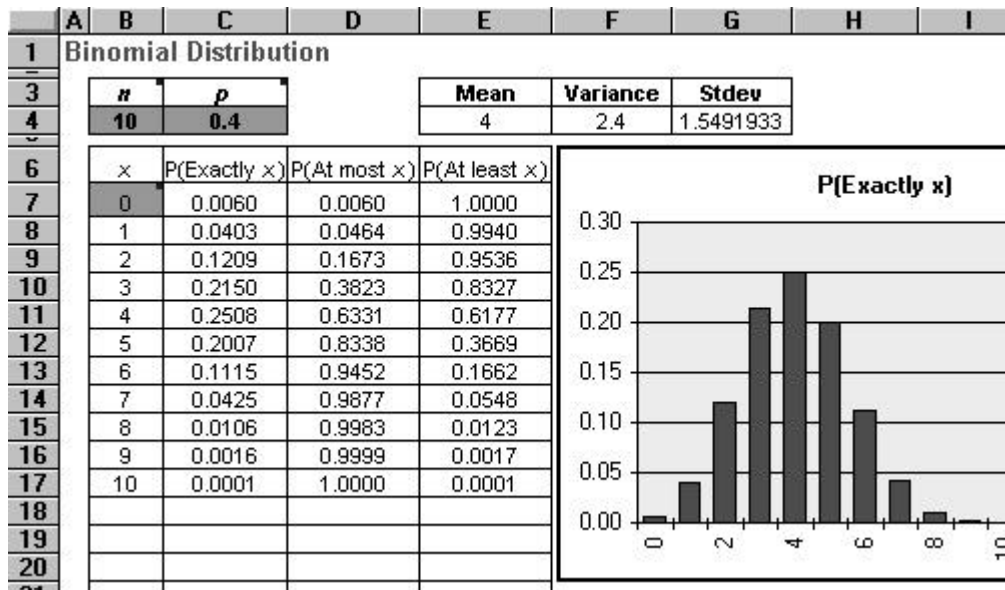 A B C D E F G H I
1 Binomial Distribution
3 n p Mean Variance Stdev
4 10 0.4 4 2.4 1.5491933
6 x P(Exactly x) P(At most x) P(At least x)
7 0 0.0060 0.0060 1.0000
8 1 0.0403 0.0464 0.9940
9 2 0.1209 0.1673 0.9536
10 3 0.2150 0.3823 0.8327
11 4 0.2508 0.6331 0.6177
12 5 0.2007 0.8338 0.3669
13 6 0.1115 0.9452 0.1662
14 7 0.0425 0.9877 0.0548
15 8 0.0106 0.9983 0.0123
16 9 0.0016 0.9999 0.0017
17 10 0.0001 1.0000 0.0001
18
19
20
P(Exactly x)
0.30
0.25
0.20
0.15
0.10
0.05
0.00
0 2 4 6 8 10